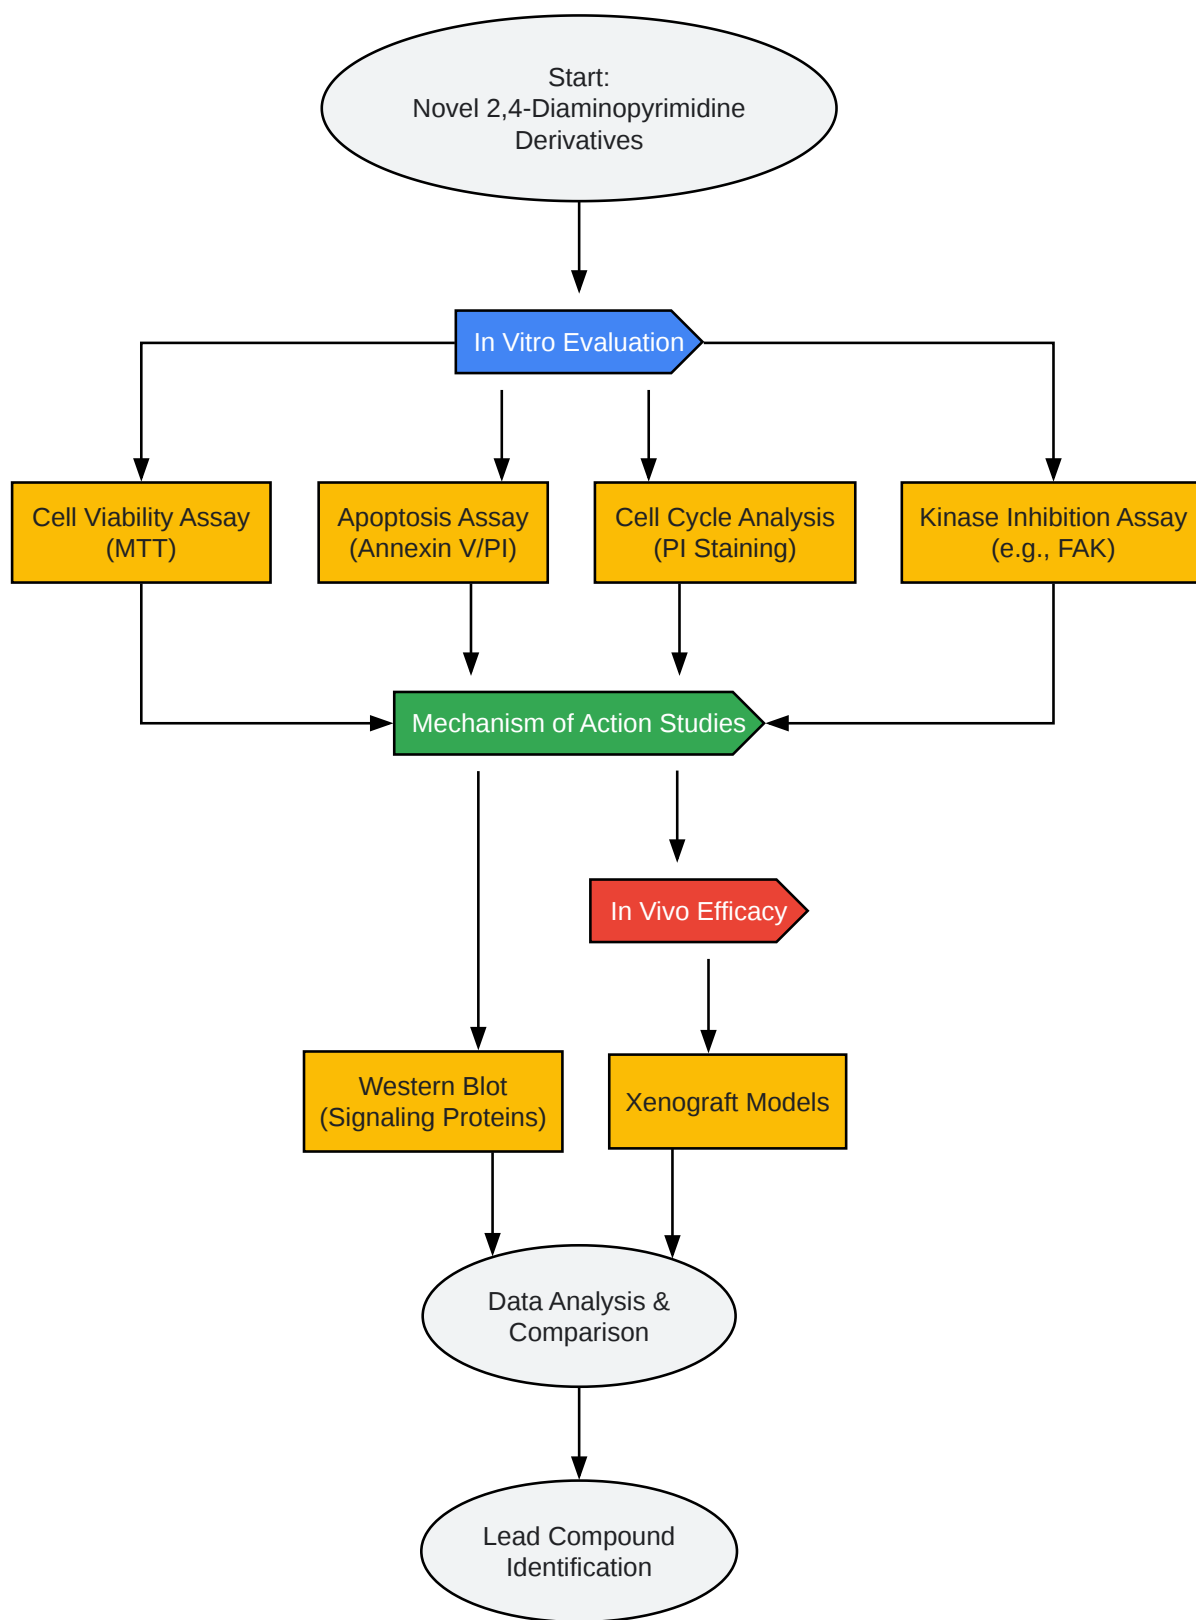 Start:
Novel 2,4-Diaminopyrimidine
Derivatives
In Vitro Evaluation
Cell Viability Assay
(MTT)
Apoptosis Assay
(Annexin V/PI)
Cell Cycle Analysis
(PI Staining)
Kinase Inhibition Assay
(e.g., FAK)
Mechanism of Action Studies
In Vivo Efficacy
Western Blot
(Signaling Proteins)
Xenograft Models
Data Analysis &
Comparison
Lead Compound
Identification